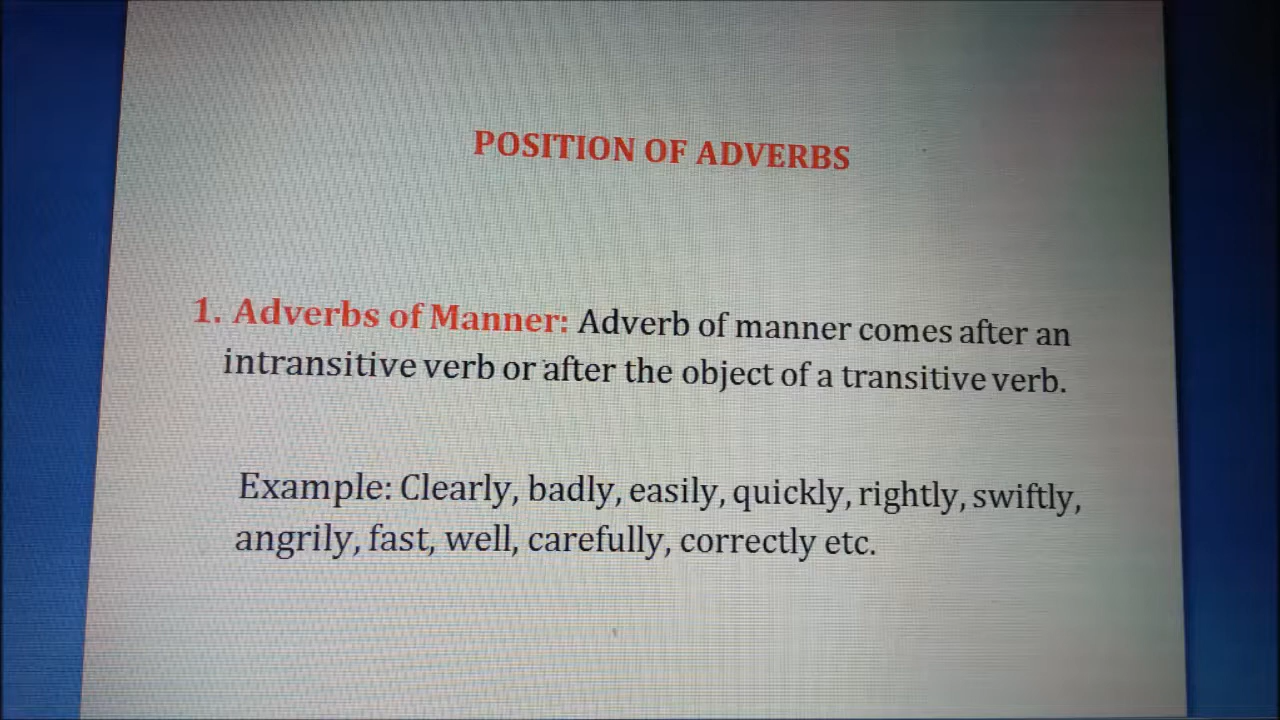 POSITION OF ADVERBS
1. Adverbs of Manner: Adverb of manner comes after an
intransitive verb or after the object of a transitive verb.
Example: Clearly, badly, easily, quickly, rightly, swiftly,
angrily, fast, well, carefully, correctly etc.